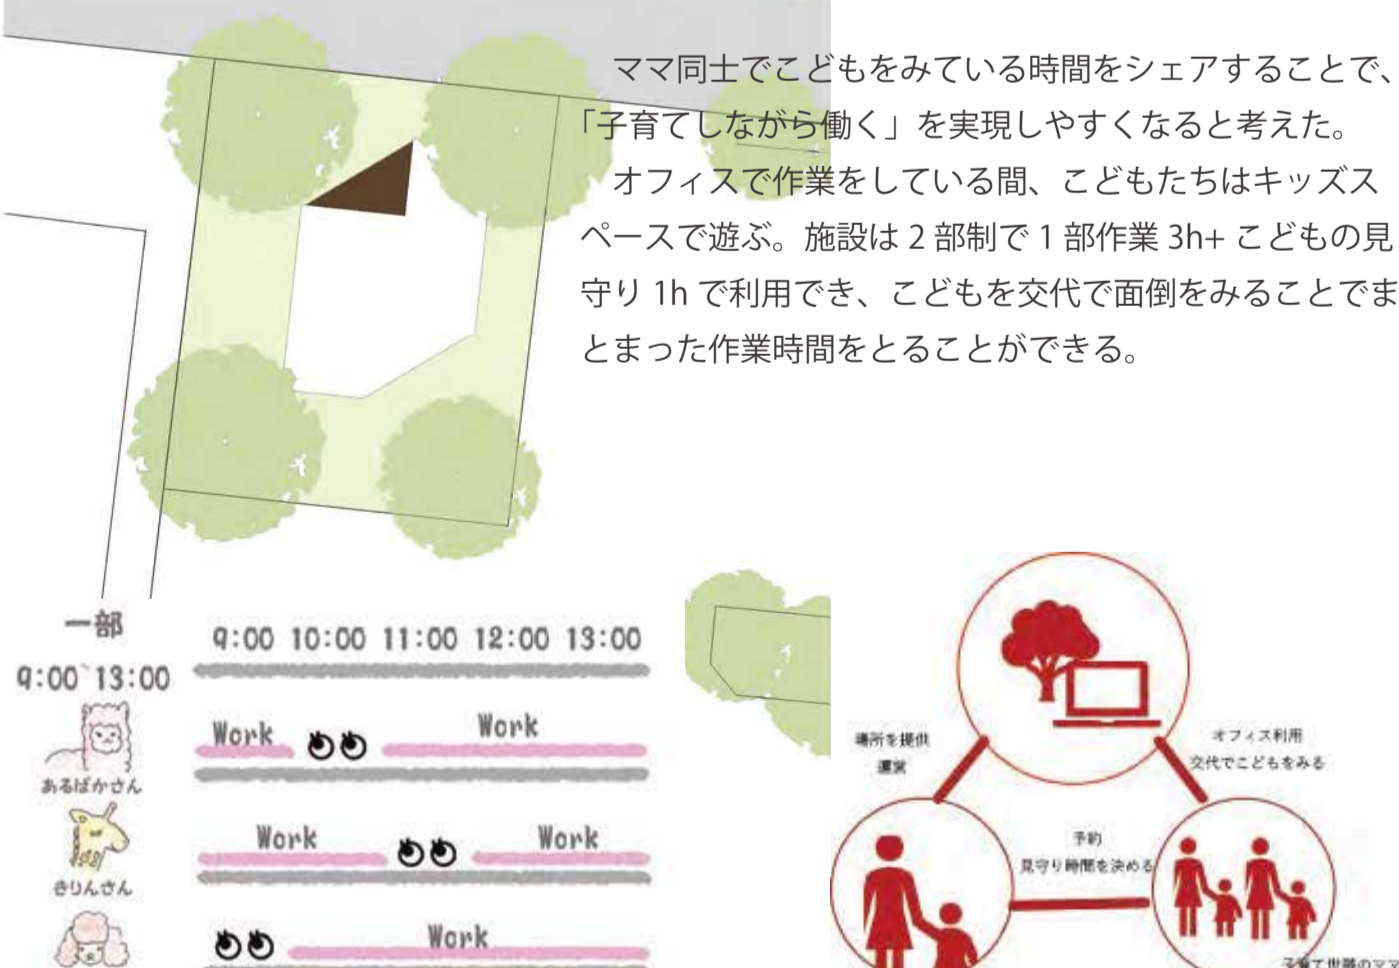 ママ同士でこどもをみている時間をシェアすることで、
「子育てしながら働く」を実現しやすくなると考えた。
オフィスで作業をしている間、こどもたちはキッズス
ペースで遊ぶ。施設は 2 部制で 1 部作業 3h+ こどもの見
守り 1h で利用でき、こどもを交代で面倒をみることでま
とまった作業時間をとることができる。
一部
9:00~13:00
9:00 10:00 11:00 12:00 13:00
Work
Work
あるぱかさん
Work
Work
きりんさん
Work
場所を提供
運営
オフィス利用
交代でこどもをみる
予約
見守り時間を決める
子育て世帯のママ